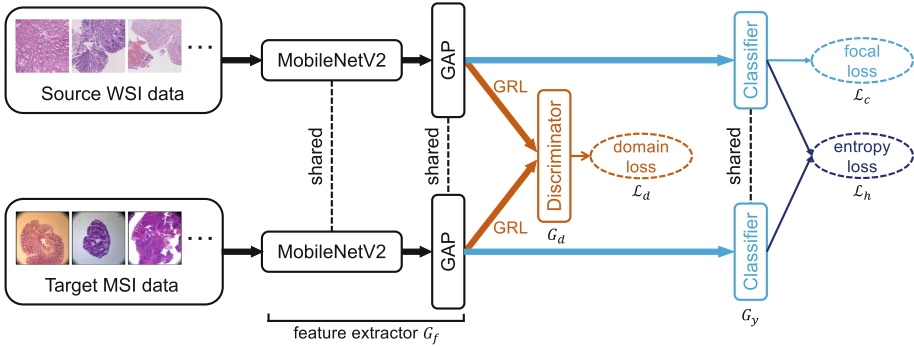 Source WSI data
...
MobileNetV2
GAP
Classifier
focal
loss
ℒc
GRL
shared
shared
Discriminator
domain
loss
ℒd
Gd
shared
entropy
loss
ℒh
GRL
...
Target MSI data
MobileNetV2
GAP
Classifier
Gy
feature extractor Gf